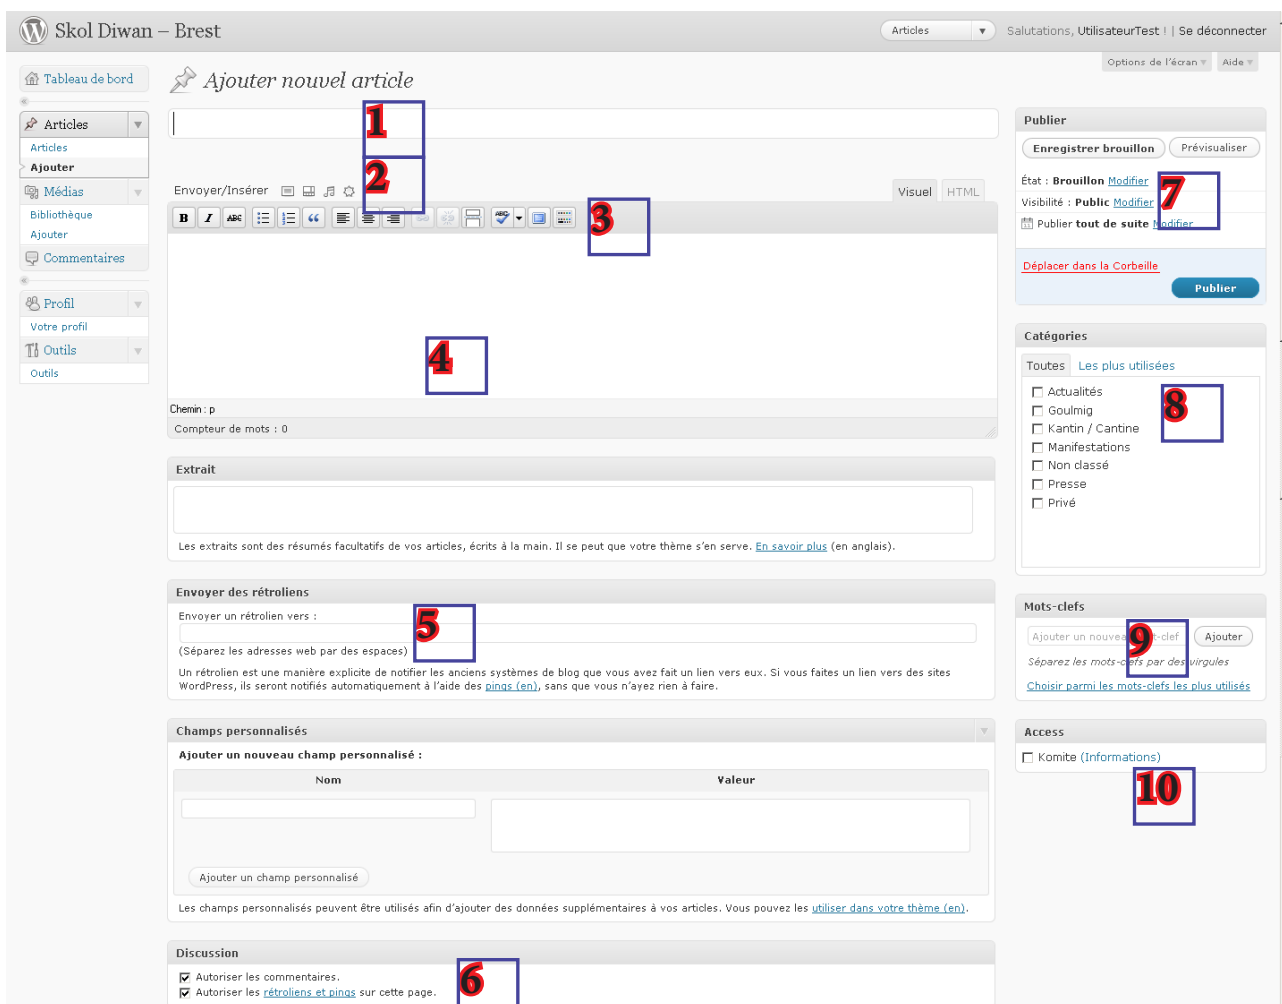 Skol Diwan – Brest
Articles
Salutations, UtilisateurTest ! | Se déconnecter
Options de l'écran
Aide
Tableau de bord
Articles
Articles
Ajouter
Médias
Bibliothèque
Ajouter
Commentaires
Profil
Votre profil
Outils
Outils
Ajouter nouvel article
1
2
Envoyer/Insérer
Visuel
HTML
B I ABC
ABC
3
4
Chemin : p
Compteur de mots : 0
Extrait
Les extraits sont des résumés facultatifs de vos articles, écrits à la main. Il se peut que votre thème s'en serve. En savoir plus (en anglais).
Envoyer des rétroliens
Envoyer un rétrolien vers :
5
(Séparez les adresses web par des espaces)
Un rétrolien est une manière explicite de notifier les anciens systèmes de blog que vous avez fait un lien vers eux. Si vous faites un lien vers des sites
WordPress, ils seront notifiés automatiquement à l'aide des pings (en), sans que vous n'ayez rien à faire.
Champs personnalisés
Ajouter un nouveau champ personnalisé :
Nom
Valeur
Ajouter un champ personnalisé
Les champs personnalisés peuvent être utilisés afin d'ajouter des données supplémentaires à vos articles. Vous pouvez les utiliser dans votre thème (en).
Discussion
Autoriser les commentaires.
Autoriser les rétroliens et pings sur cette page.
6
Publier
Enregistrer brouillon
Prévisualiser
État : Brouillon Modifier
Visibilité : Public Modifier
7
Publier tout de suite Modifier
Déplacer dans la Corbeille
Publier
Catégories
Toutes
Les plus utilisées
Actualités
Goulmig
Kantin / Cantine
Manifestations
Non classé
Presse
Privé
8
Mots-clefs
Ajouter un nouveau mot-clef
Ajouter
9
Séparez les mots-clefs par des virgules
Choisir parmi les mots-clefs les plus utilisés
Access
Komite (Informations)
10